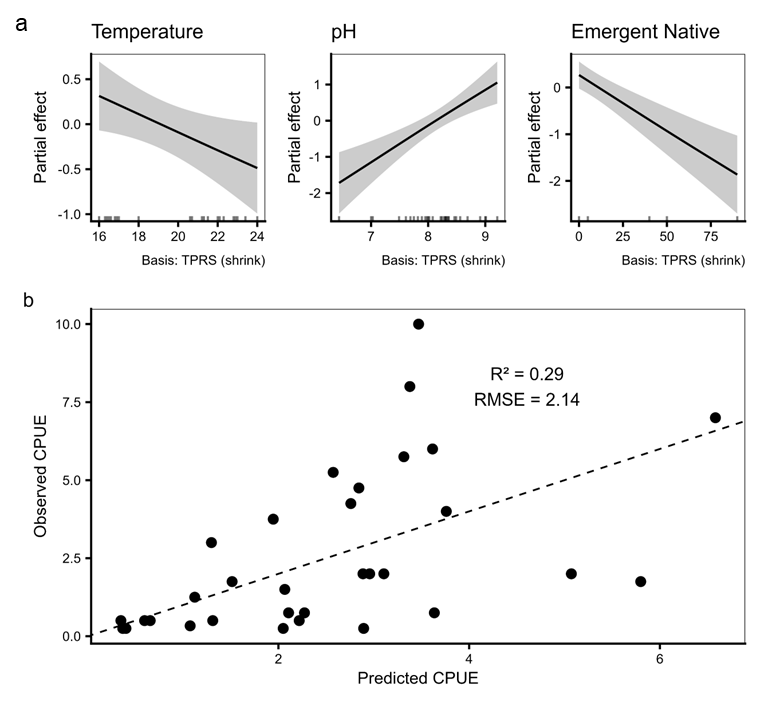 a
Temperature
pH
Emergent Native
Partial effect
0.5
0.0
-0.5
-1.0
16
18
20
22
24
Basis: TPRS (shrink)
Partial effect
1
0
-1
-2
7
8
9
Basis: TPRS (shrink)
Partial effect
0
-1
-2
0
25
50
75
Basis: TPRS (shrink)
b
Observed CPUE
10.0
7.5
5.0
2.5
0.0
R² = 0.29
RMSE = 2.14
2
4
6
Predicted CPUE